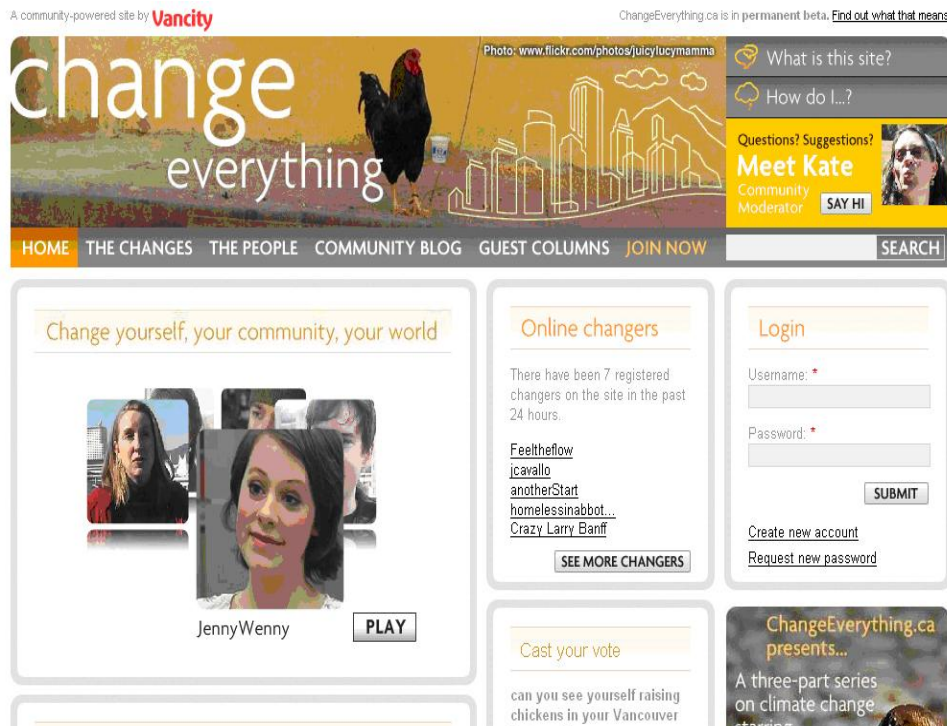 A community-powered site by Vancity
ChangeEverything.ca is in permanent beta. Find out what that means
change
everything
Photo: www.flickr.com/photos/juicylucymamma
What is this site?
How do I...?
Questions? Suggestions?
Meet Kate
Community
Moderator
SAY HI
HOME THE CHANGES THE PEOPLE COMMUNITY BLOG GUEST COLUMNS JOIN NOW
SEARCH
Change yourself, your community, your world
JennyWenny
PLAY
Online changers
There have been 7 registered
changers on the site in the past
24 hours.
Feeltheflow
jcavallo
anotherStart
homelessinabbot...
Crazy Larry Banff
SEE MORE CHANGERS
Login
Username: *
Password: *
SUBMIT
Create new account
Request new password
Cast your vote
can you see yourself raising
chickens in your Vancouver
ChangeEverything.ca
presents...
A three-part series
on climate change
starring